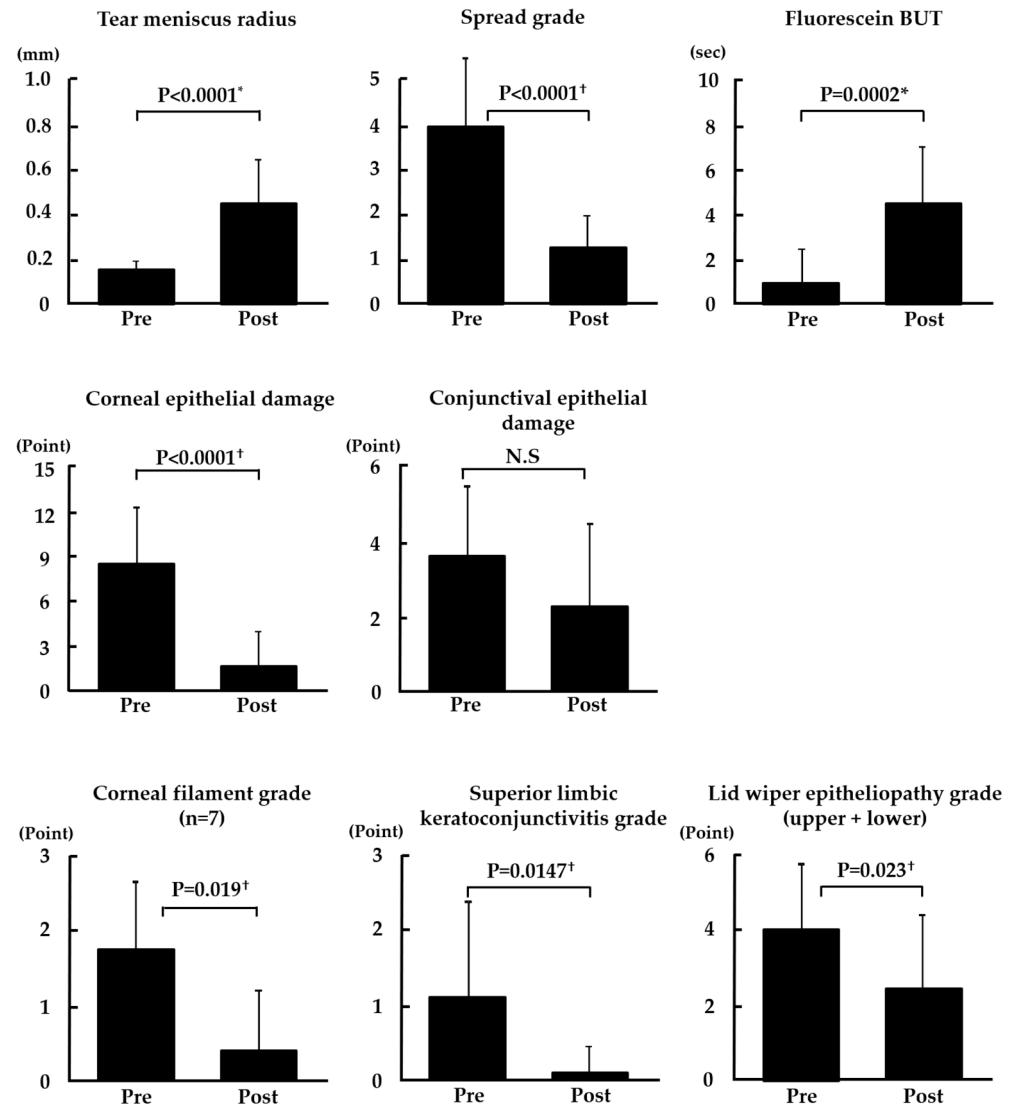 Tear meniscus radius
(mm)
1.0
0.8
0.6
0.4
0.2
0
P<0.0001*
Pre Post
Spread grade
5
4
3
2
1
0
P<0.0001†
Pre Post
Fluorescein BUT
(sec)
10
8
6
4
2
0
P=0.0002*
Pre Post
Corneal epithelial damage
(Point)
15
12
9
6
3
0
P<0.0001†
Pre Post
Conjunctival epithelial
damage
(Point)
6
4
2
0
N.S
Pre Post
Corneal filament grade
(n=7)
(Point)
3
2
1
0
P=0.019†
Pre Post
Superior limbic
keratoconjunctivitis grade
(Point)
3
2
1
0
P=0.0147†
Pre Post
Lid wiper epitheliopathy grade
(upper + lower)
(Point)
6
4
2
0
P=0.023†
Pre Post